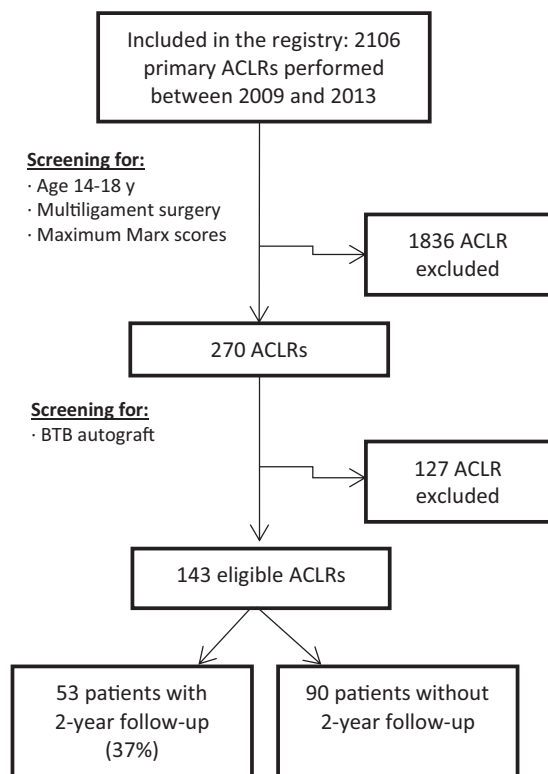 Included in the registry: 2106
primary ACLRs performed
between 2009 and 2013
Screening for:
· Age 14-18 y
· Multiligament surgery
· Maximum Marx scores
1836 ACLR
excluded
270 ACLRs
Screening for:
· BTB autograft
127 ACLR
excluded
143 eligible ACLRs
53 patients with
2-year follow-up
(37%)
90 patients without
2-year follow-up